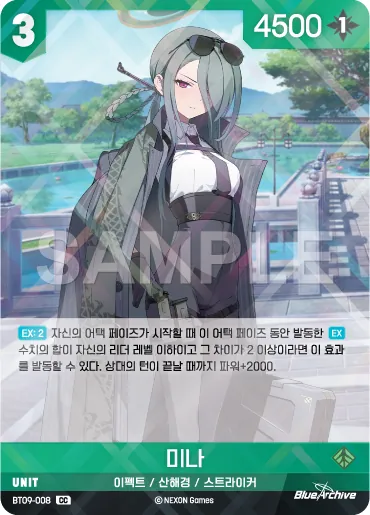 3
4500 1
SAMPLE
EX: 2 자신의 어택 페이즈가 시작할 때 이 어택 페이즈 동안 발동한 EX
수치의 합이 자신의 리더 레벨 이하이고 그 차이가 2 이상이라면 이 효과
를 발동할 수 있다. 상대의 턴이 끝날 때까지 파워+2000.
미나
UNIT 이펙트 / 산해경 / 스트라이커
BT09-008 CC ⓒ NEXON Games BlueArchive